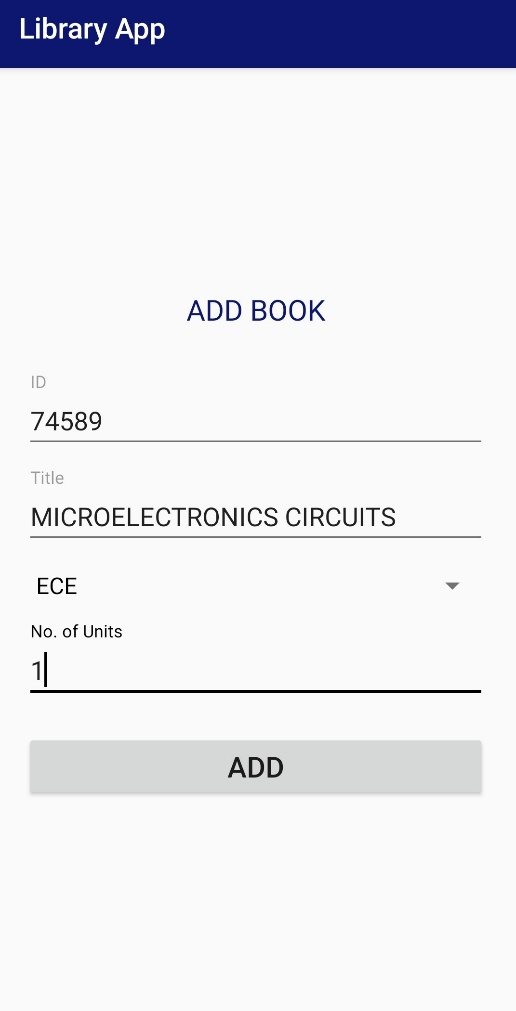 Library App
ADD BOOK
ID
74589
Title
MICROELECTRONICS CIRCUITS
ECE
No. of Units
1
ADD